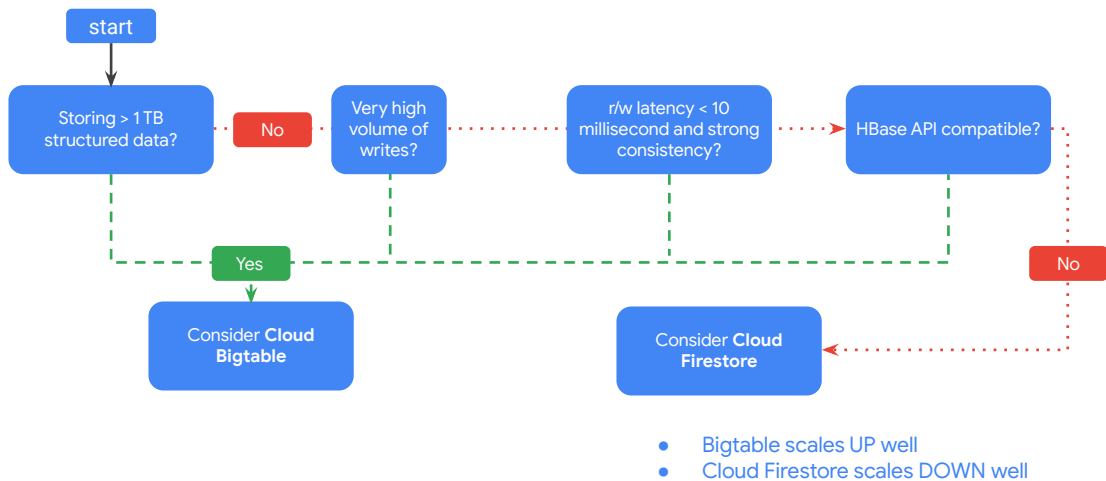 start
Storing > 1 TB
structured data?
No
Very high
volume of
writes?
r/w latency < 10
millisecond and strong
consistency?
HBase API compatible?
Yes
No
Consider Cloud
Bigtable
Consider Cloud
Firestore
● Bigtable scales UP well
● Cloud Firestore scales DOWN well